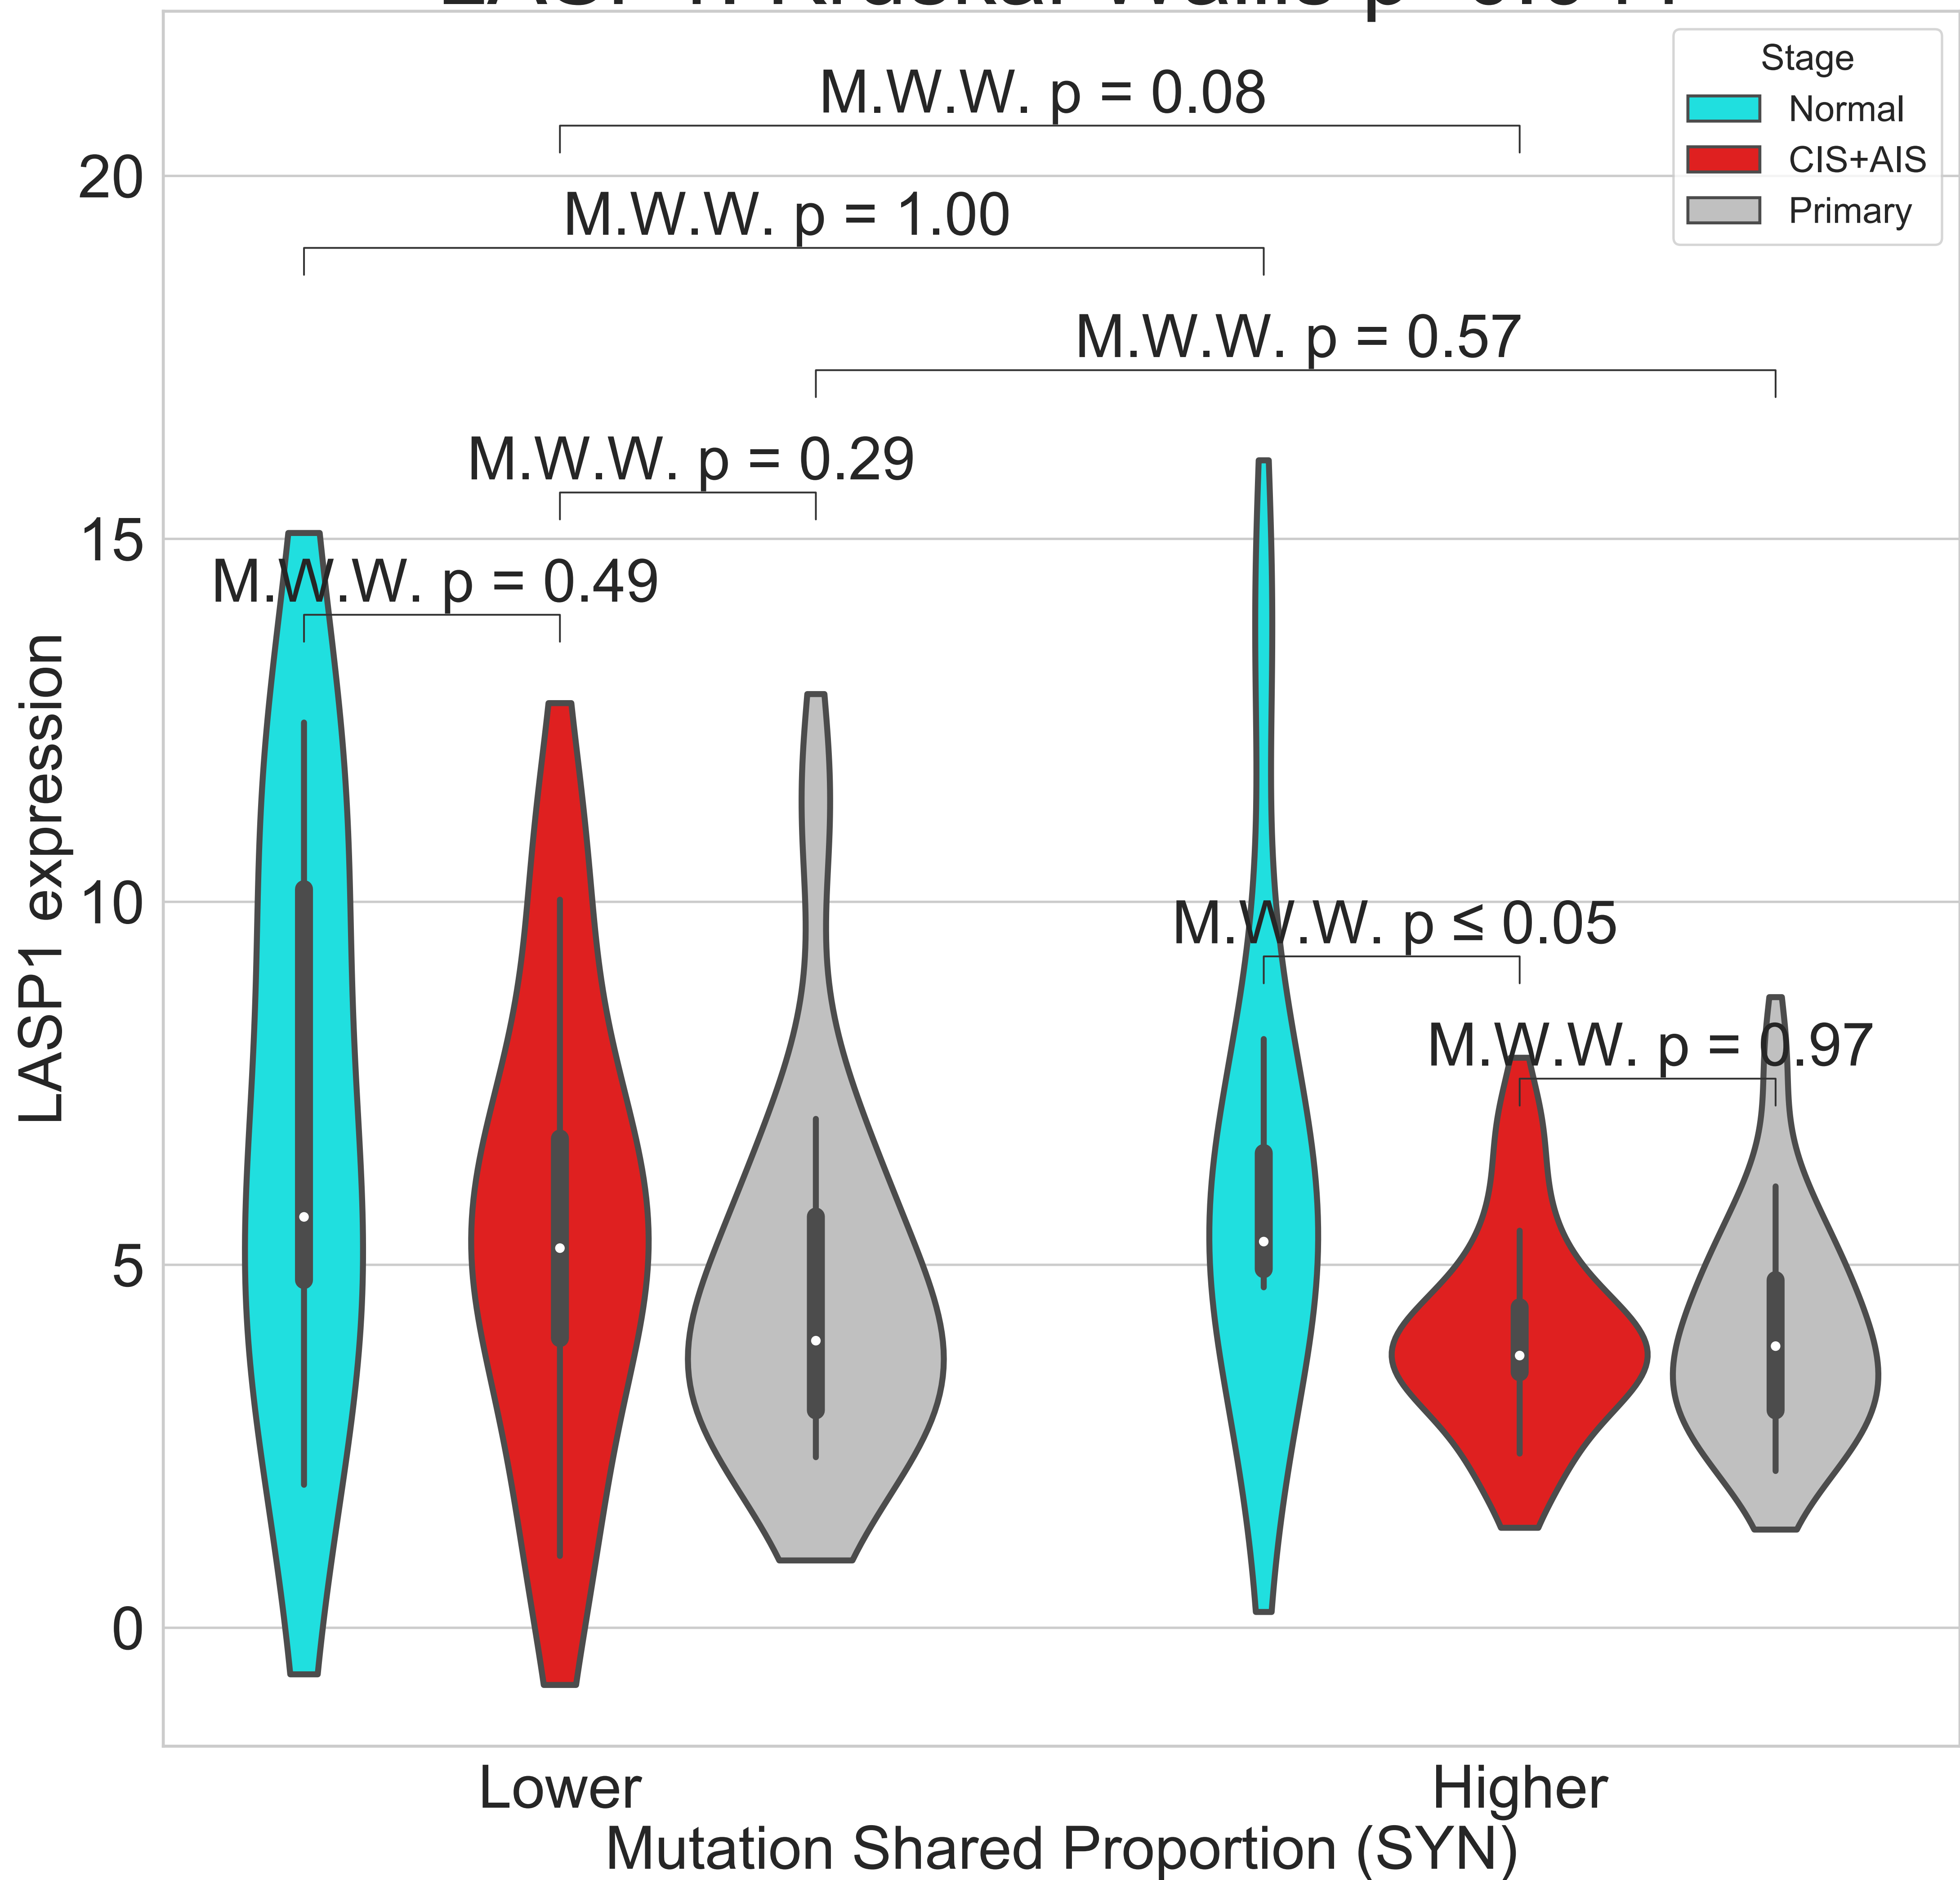 Stage
Normal
CIS+AIS
Primary
M.W.W. p = 0.08
M.W.W. p = 1.00
M.W.W. p = 0.57
M.W.W. p = 0.29
M.W.W. p = 0.49
M.W.W. p ≤ 0.05
M.W.W. p = 0.97
20
15
10
5
0
LASP1 expression
Lower
Higher
Mutation Shared Proportion (SYN)